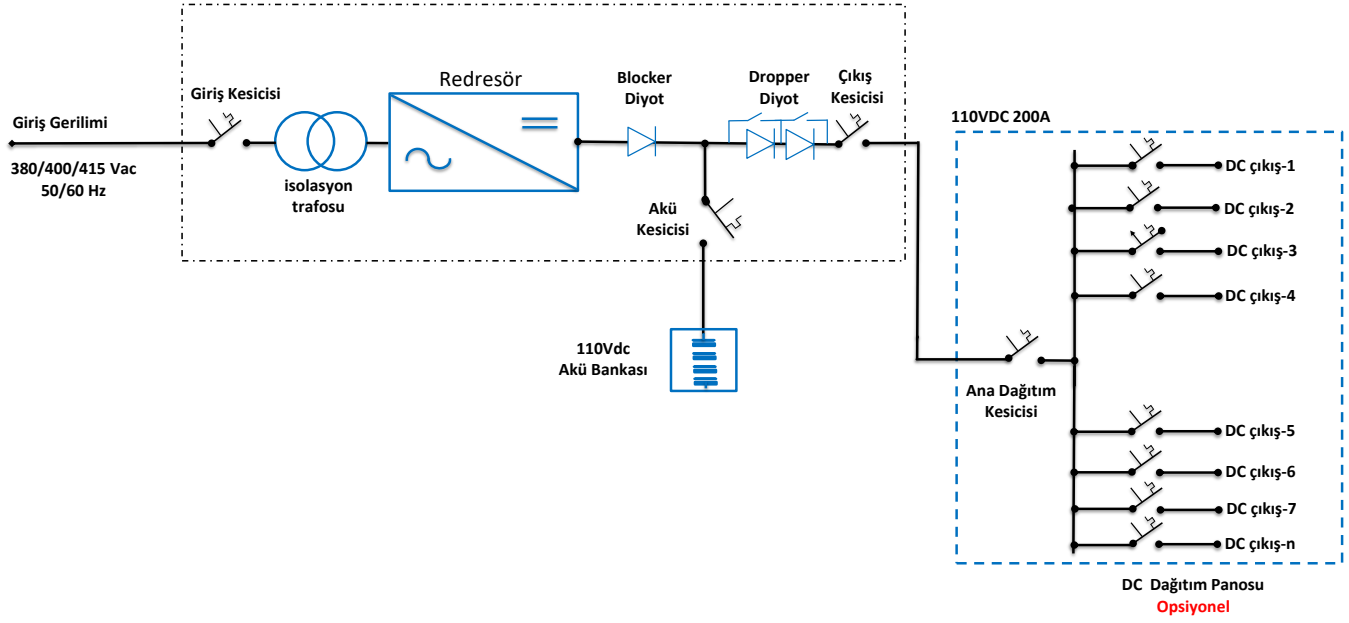 Giriş Gerilimi
380/400/415 Vac
50/60 Hz
Giriş Kesicisi
isolasyon
trafosu
Redresör
Blocker
Diyot
Dropper
Diyot
Çıkış
Kesicisi
Akü
Kesicisi
110Vdc
Akü Bankası
110VDC 200A
Ana Dağıtım
Kesicisi
DC çıkış-1
DC çıkış-2
DC çıkış-3
DC çıkış-4
DC çıkış-5
DC çıkış-6
DC çıkış-7
DC çıkış-n
DC Dağıtım Panosu
Opsiyonel